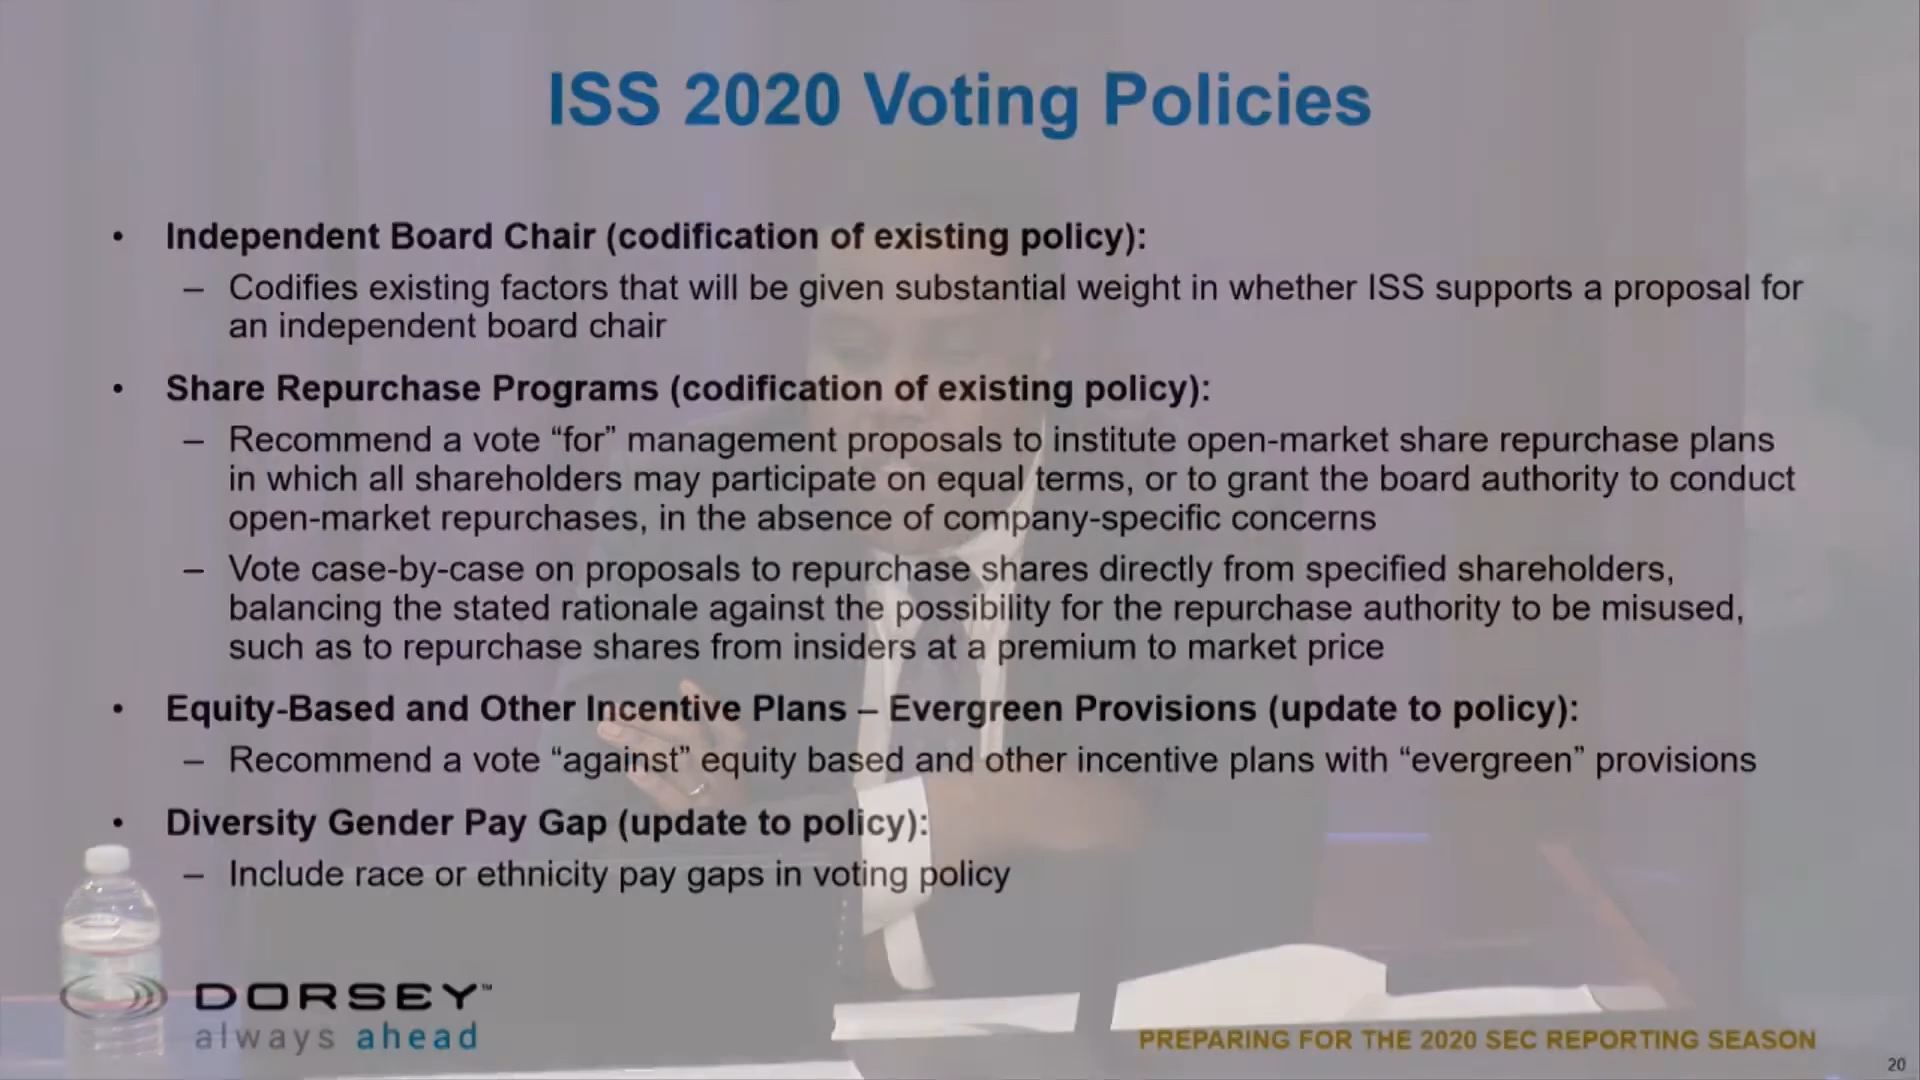 ISS 2020 Voting Policies
• Independent Board Chair (codification of existing policy):
– Codifies existing factors that will be given substantial weight in whether ISS supports a proposal for
an independent board chair
• Share Repurchase Programs (codification of existing policy):
– Recommend a vote “for” management proposals to institute open-market share repurchase plans
in which all shareholders may participate on equal terms, or to grant the board authority to conduct
open-market repurchases, in the absence of company-specific concerns
– Vote case-by-case on proposals to repurchase shares directly from specified shareholders,
balancing the stated rationale against the possibility for the repurchase authority to be misused,
such as to repurchase shares from insiders at a premium to market price
• Equity-Based and Other Incentive Plans – Evergreen Provisions (update to policy):
– Recommend a vote “against” equity based and other incentive plans with “evergreen” provisions
• Diversity Gender Pay Gap (update to policy):
– Include race or ethnicity pay gaps in voting policy
DORSEY™
always ahead
PREPARING FOR THE 2020 SEC REPORTING SEASON
20